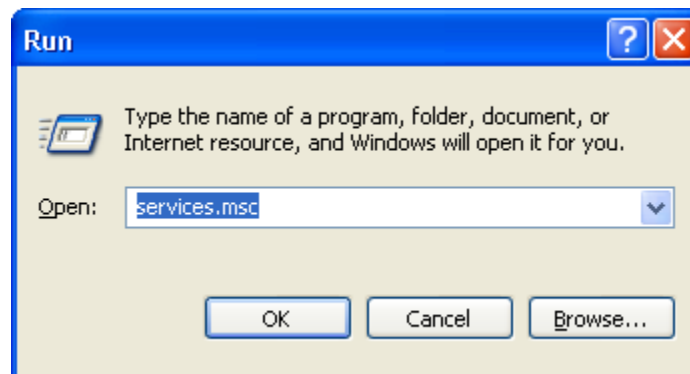 Run
Type the name of a program, folder, document, or
Internet resource, and Windows will open it for you.
Open: services.msc
OK Cancel Browse...